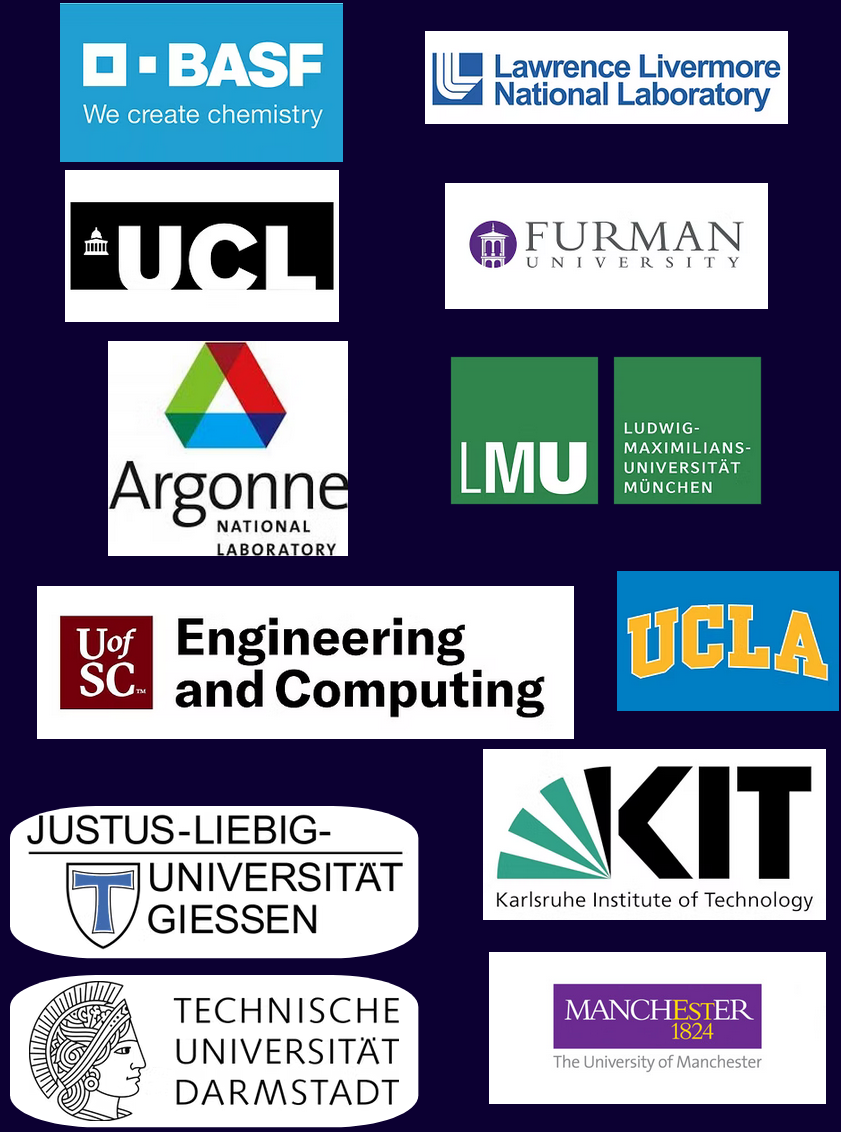 BASF
We create chemistry
Lawrence Livermore
National Laboratory
UCL
FURMAN
UNIVERSITY
Argonne
NATIONAL
LABORATORY
LMU
LUDWIG-
MAXIMILIANS-
UNIVERSITÄT
MÜNCHEN
Uof
SC™
Engineering
and Computing
UCLA
KIT
Karlsruhe Institute of Technology
JUSTUS-LIEBIG-
UNIVERSITÄT
GIESSEN
TECHNISCHE
UNIVERSITÄT
DARMSTADT
MANCHEstER
1824
The University of Manchester